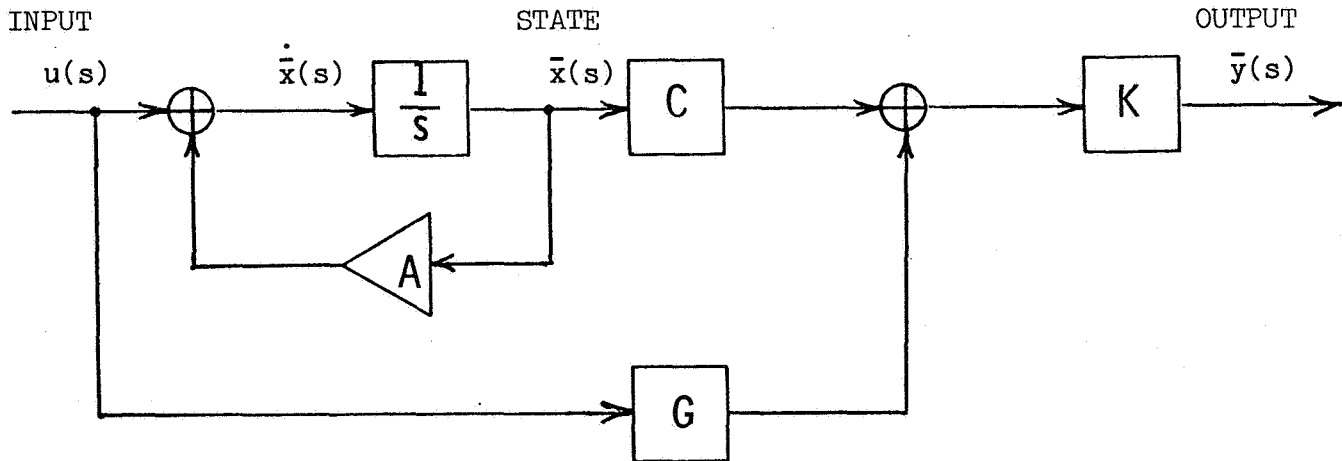 INPUT STATE OUTPUT
u(s) ẋ̄(s) x̄(s) ȳ(s)
1/s C K
A
G